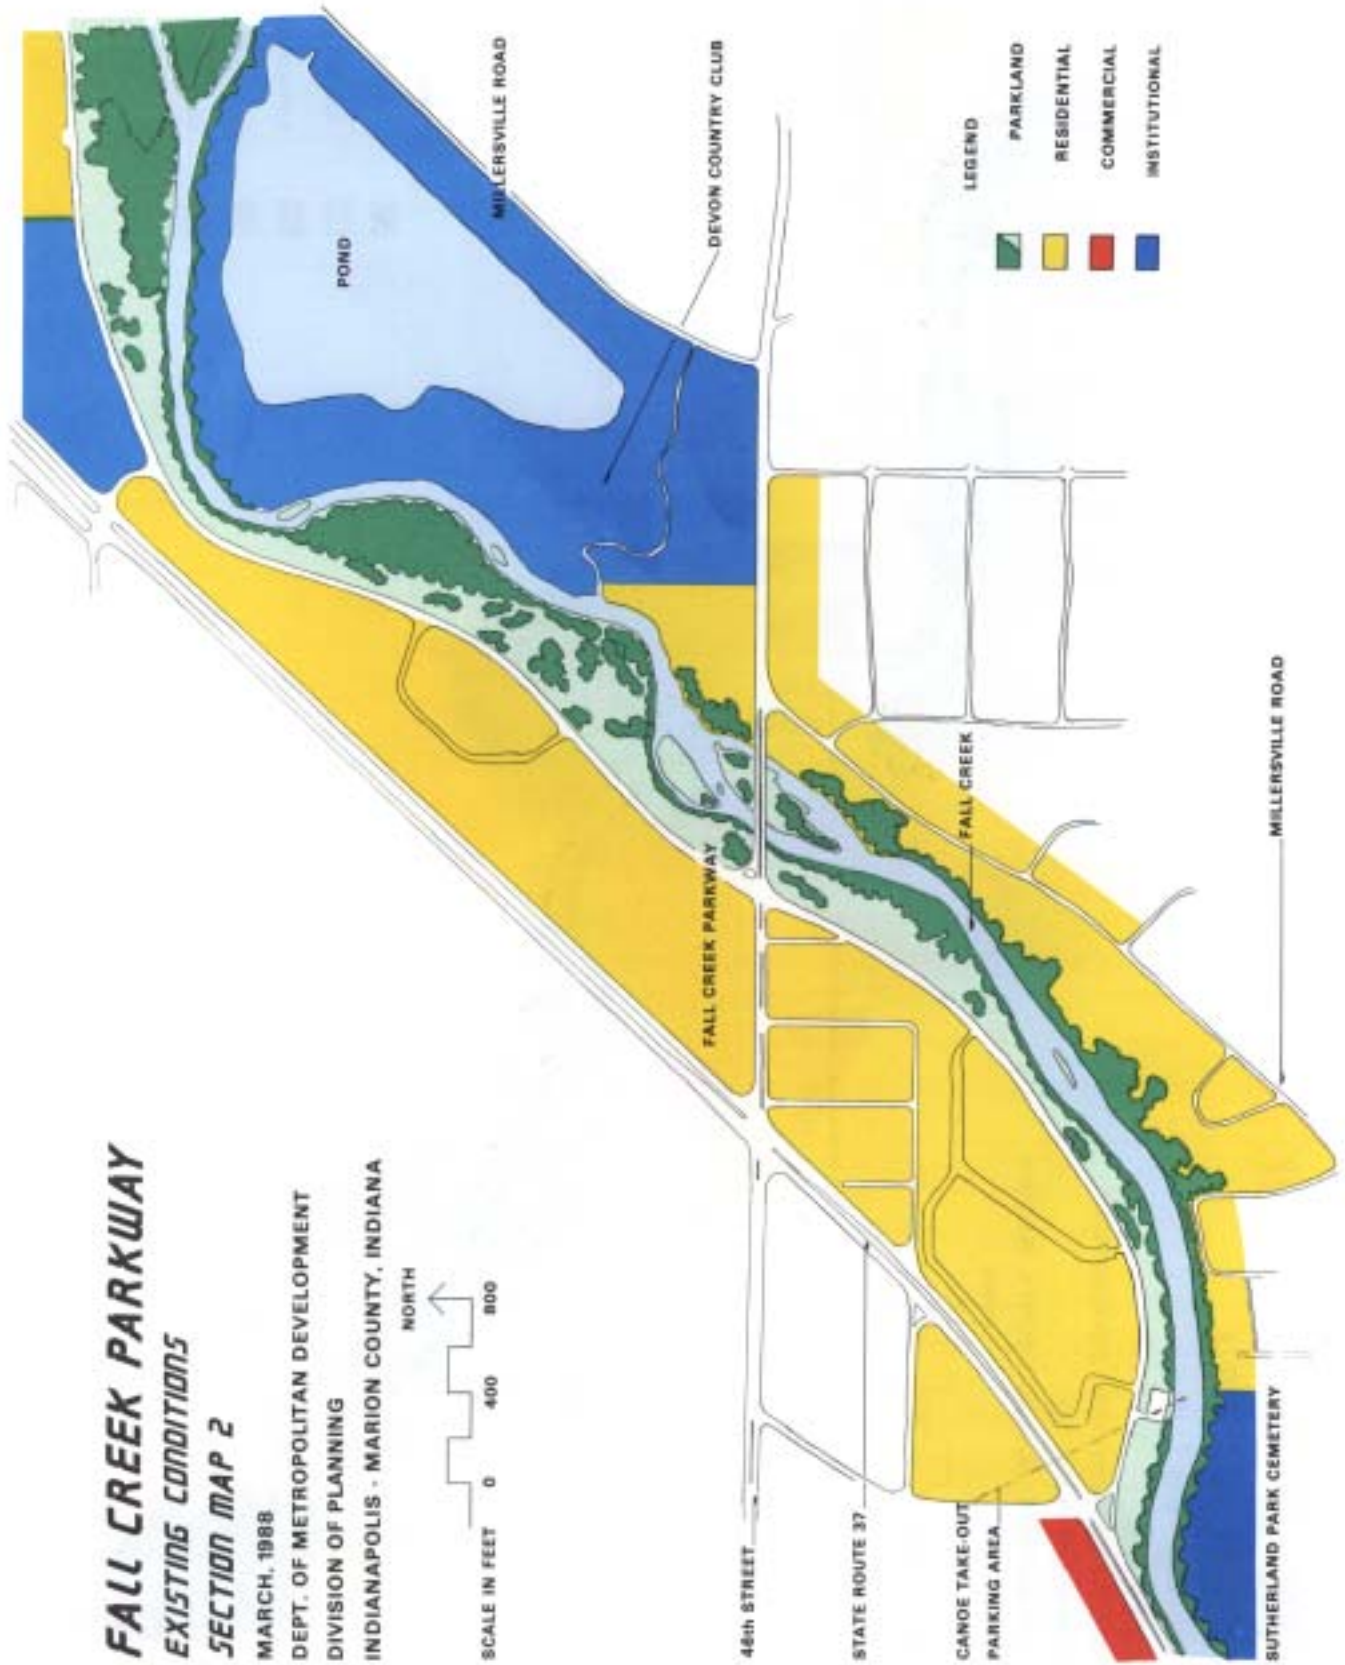 FALL CREEK PARKWAY
EXISTING CONDITIONS
SECTION MAP 2
MARCH, 1988
DEPT. OF METROPOLITAN DEVELOPMENT
DIVISION OF PLANNING
INDIANAPOLIS - MARION COUNTY, INDIANA
NORTH
SCALE IN FEET
0
400
800
POND
MILLERSVILLE ROAD
DEVON COUNTRY CLUB
FALL CREEK PARKWAY
46th STREET
STATE ROUTE 37
CANOE TAKE-OUT
PARKING AREA
FALL CREEK
MILLERSVILLE ROAD
SUTHERLAND PARK CEMETERY
LEGEND
PARKLAND
RESIDENTIAL
COMMERCIAL
INSTITUTIONAL